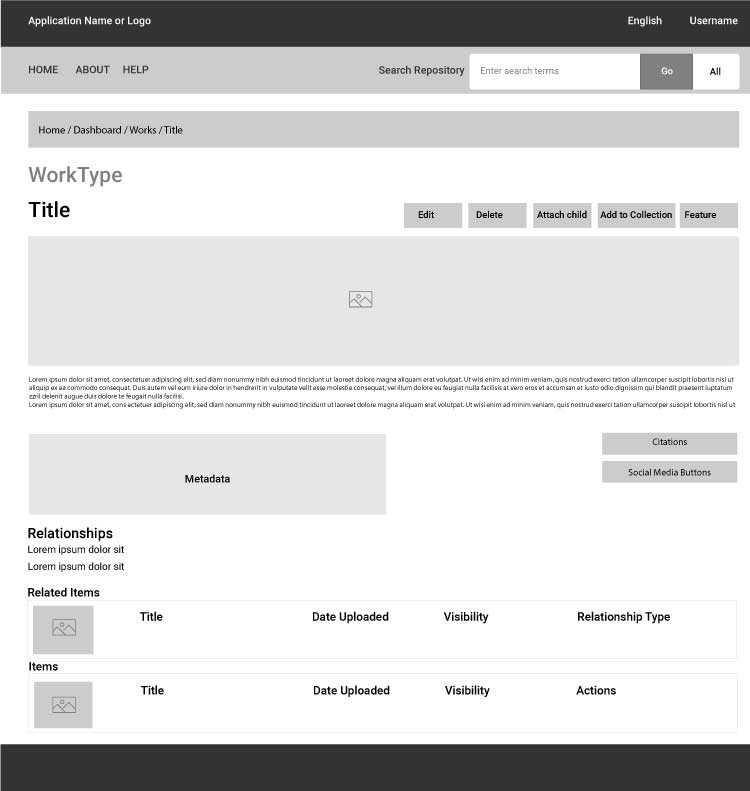 Application Name or Logo English Username
HOME ABOUT HELP Search Repository Enter search terms Go All
Home / Dashboard / Works / Title
WorkType
Title Edit Delete Attach child Add to Collection Feature
Lorem ipsum dolor sit amet, consectetuer adipiscing elit, sed diam nonummy nibh euismod tincidunt ut laoreet dolore magna aliquam erat volutpat. Ut wisi enim ad minim veniam, quis nostrud exerci tation ullamcorper suscipit lobortis nisl ut
aliquip ex ea commodo consequat. Duis autem vel eum iriure dolor in hendrerit in vulputate velit esse molestie consequat, vel illum dolore eu feugiat nulla facilisis at vero eros et accumsan et iusto odio dignissim qui blandit praesent luptatum
zzril delenit augue duis dolore te feugait nulla facilisi.
Lorem ipsum dolor sit amet, cons ectetuer adipiscing elit, sed diam nonummy nibh euismod tincidunt ut laoreet dolore magna aliquam erat volutpat. Ut wisi enim ad minim veniam, quis nostrud exerci tation ullamcorper suscipit lobortis nisl ut
Citations
Metadata
Social Media Buttons
Relationships
Lorem ipsum dolor sit
Lorem ipsum dolor sit
Related Items
Title Date Uploaded Visibility Relationship Type
Items
Title Date Uploaded Visibility Actions